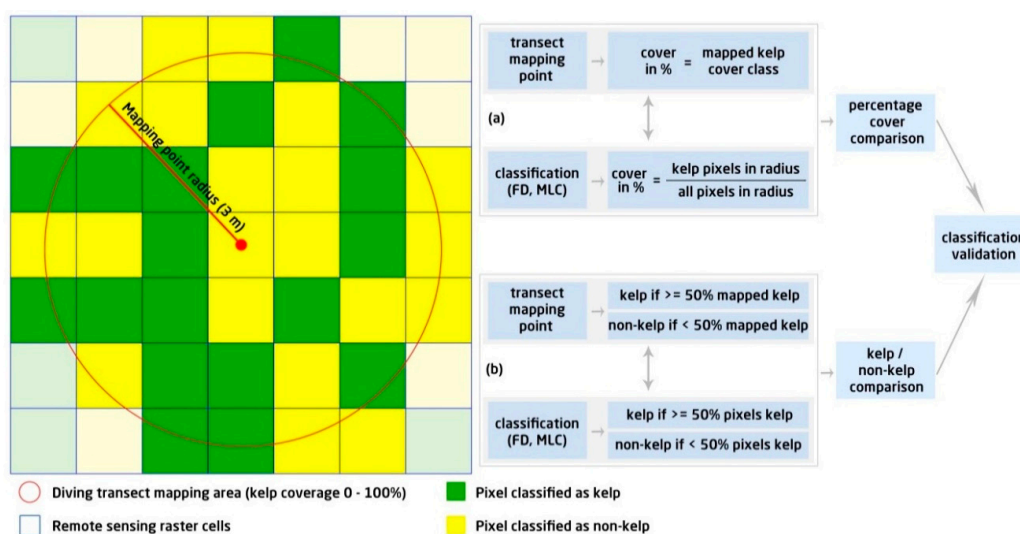 Mapping point radius (3 m)
Diving transect mapping area (kelp coverage 0 - 100%)
Remote sensing raster cells
Pixel classified as kelp
Pixel classified as non-kelp
(a)
transect
mapping
point
cover
in %
=
mapped kelp
cover class
classification
(FD, MLC)
cover
in %
=
kelp pixels in radius
all pixels in radius
percentage
cover
comparison
(b)
transect
mapping
point
kelp if >= 50% mapped kelp
non-kelp if < 50% mapped kelp
classification
(FD, MLC)
kelp if >= 50% pixels kelp
non-kelp if < 50% pixels kelp
kelp /
non-kelp
comparison
classification
validation